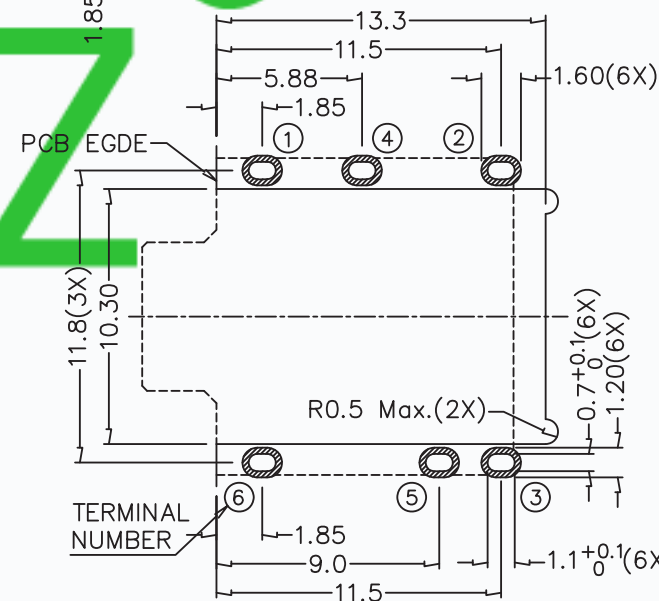 1.85
13.3
11.5
5.88
1.60(6X)
1.85
PCB EGDE
1
4
2
11.8(3X)
10.30
0.7+0.1 0(6X)
1.20(6X)
R0.5 Max.(2X)
6
5
3
TERMINAL
NUMBER
1.85
9.0
1.1+0.1 0(6X
11.5
Z